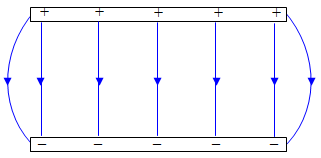 + + + + +
− − − − −